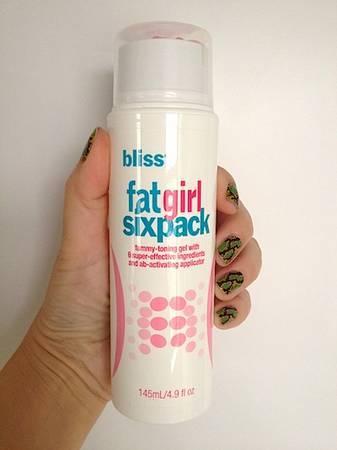 bliss
fatgirl
sixpack
tummy-toning gel with
6 super-effective ingredients
and ab-activating applicator
145mL/4.9 fl oz